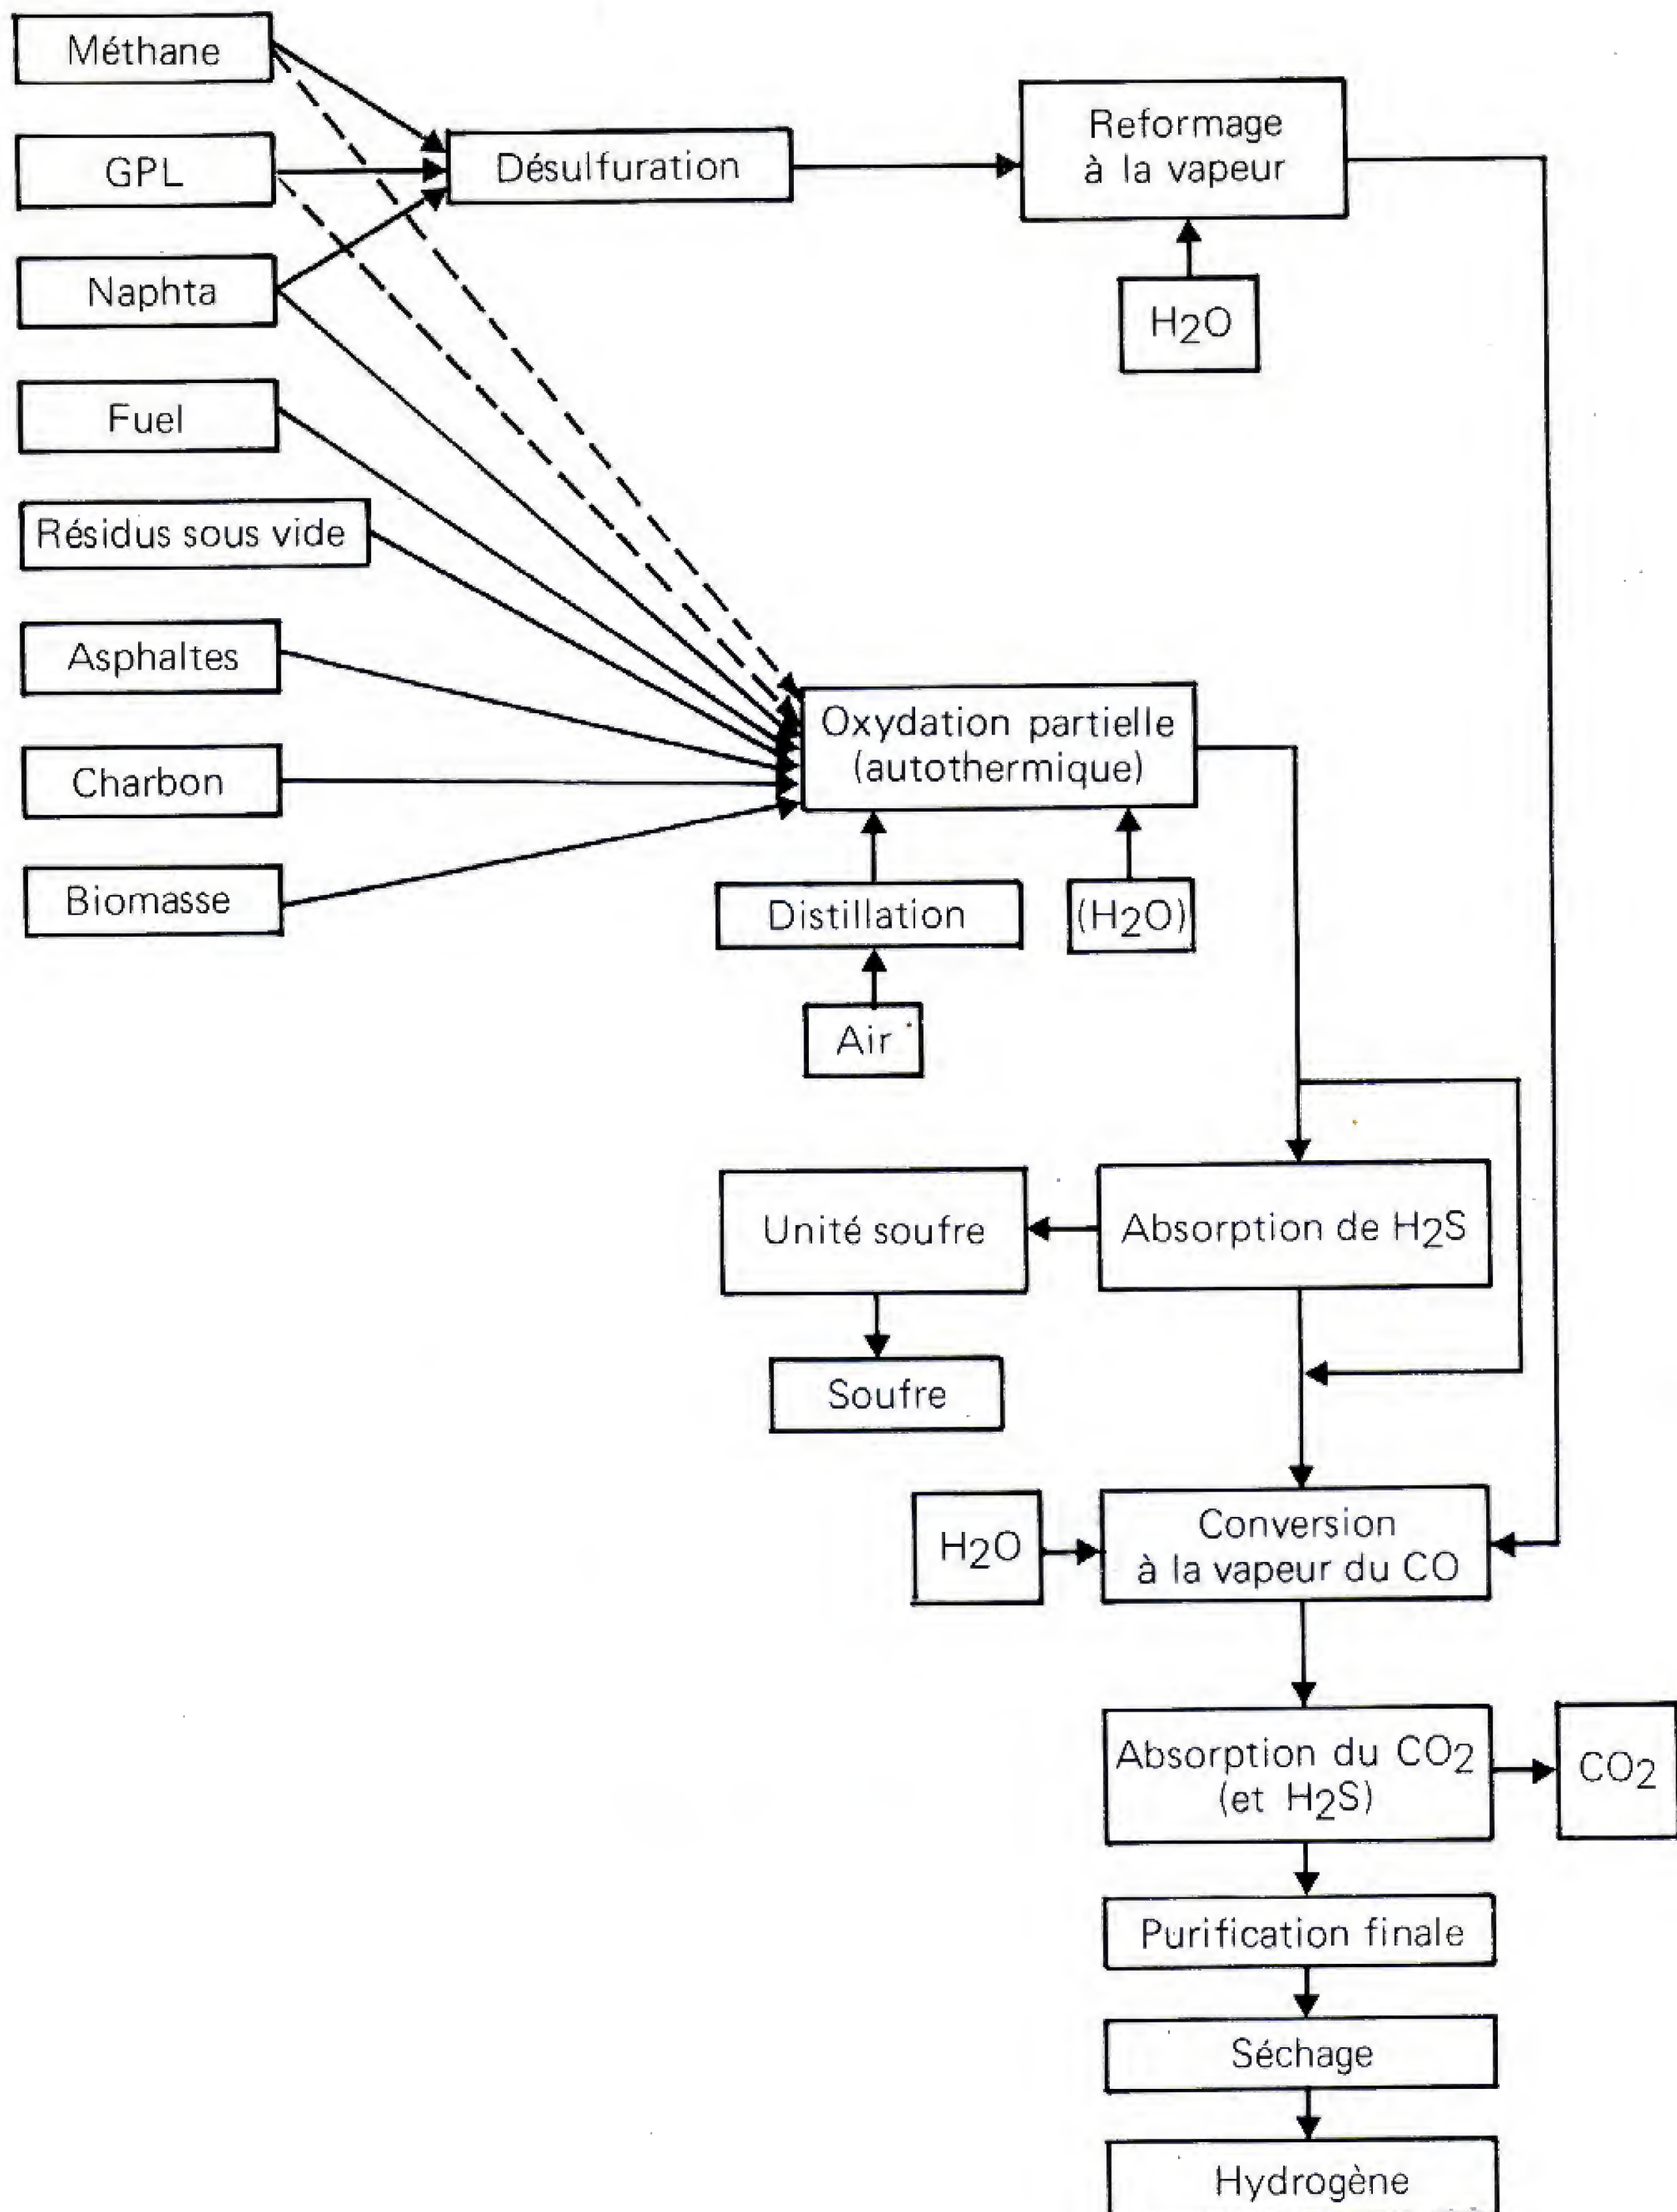 Méthane
GPL
Naphta
Fuel
Résidus sous vide
Asphaltes
Charbon
Biomasse
Désulfuration
Reformage
à la vapeur
H2O
Oxydation partielle
(autothermique)
Distillation
(H2O)
Air
Unité soufre
Absorption de H2S
Soufre
H2O
Conversion
à la vapeur du CO
Absorption du CO2
(et H2S)
CO2
Purification finale
Séchage
Hydrogène